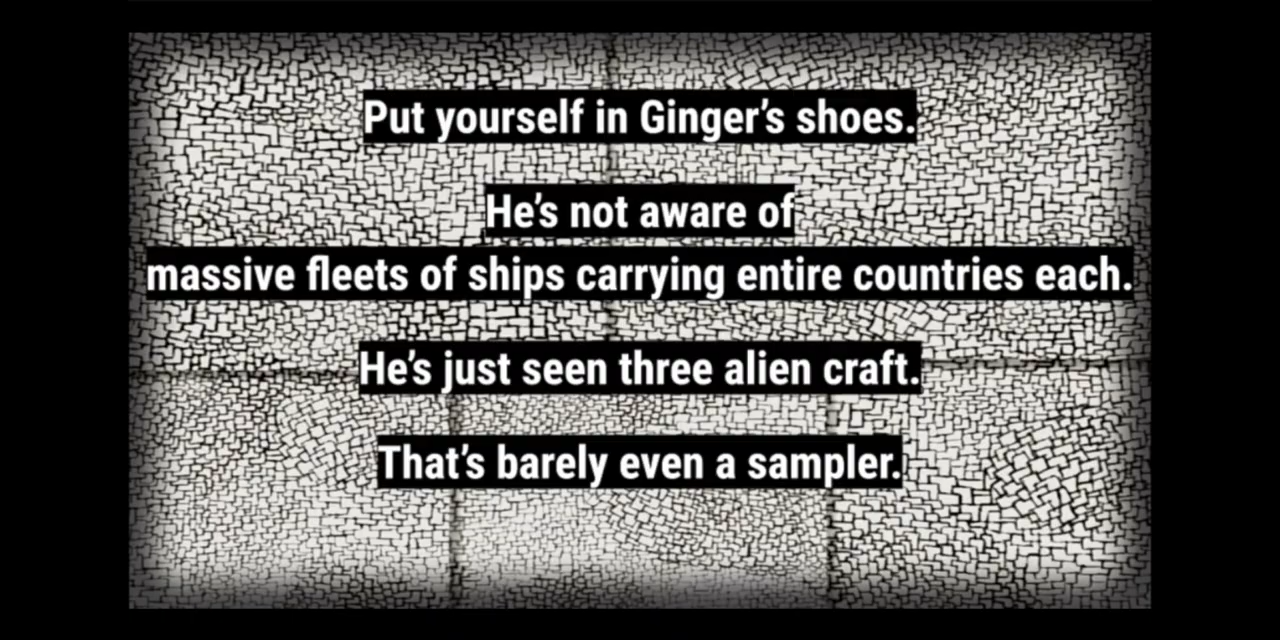 Put yourself in Ginger’s shoes.
He’s not aware of
massive fleets of ships carrying entire countries each.
He’s just seen three alien craft.
That’s barely even a sampler.